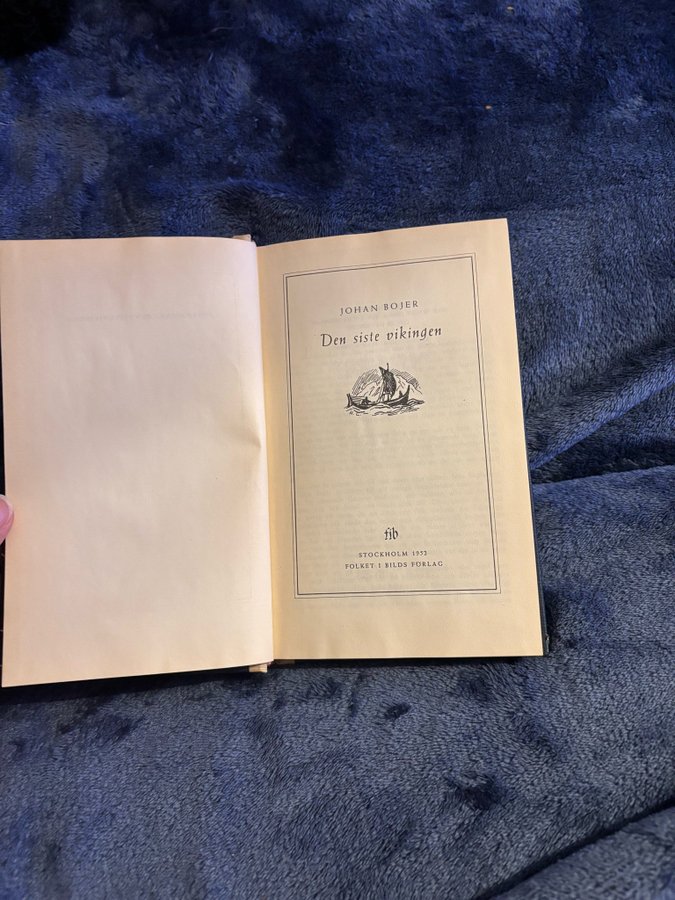 JOHAN BOJER
Den siste vikingen
fib
STOCKHOLM 1952
FOLKET I BILDS FÖRLAG